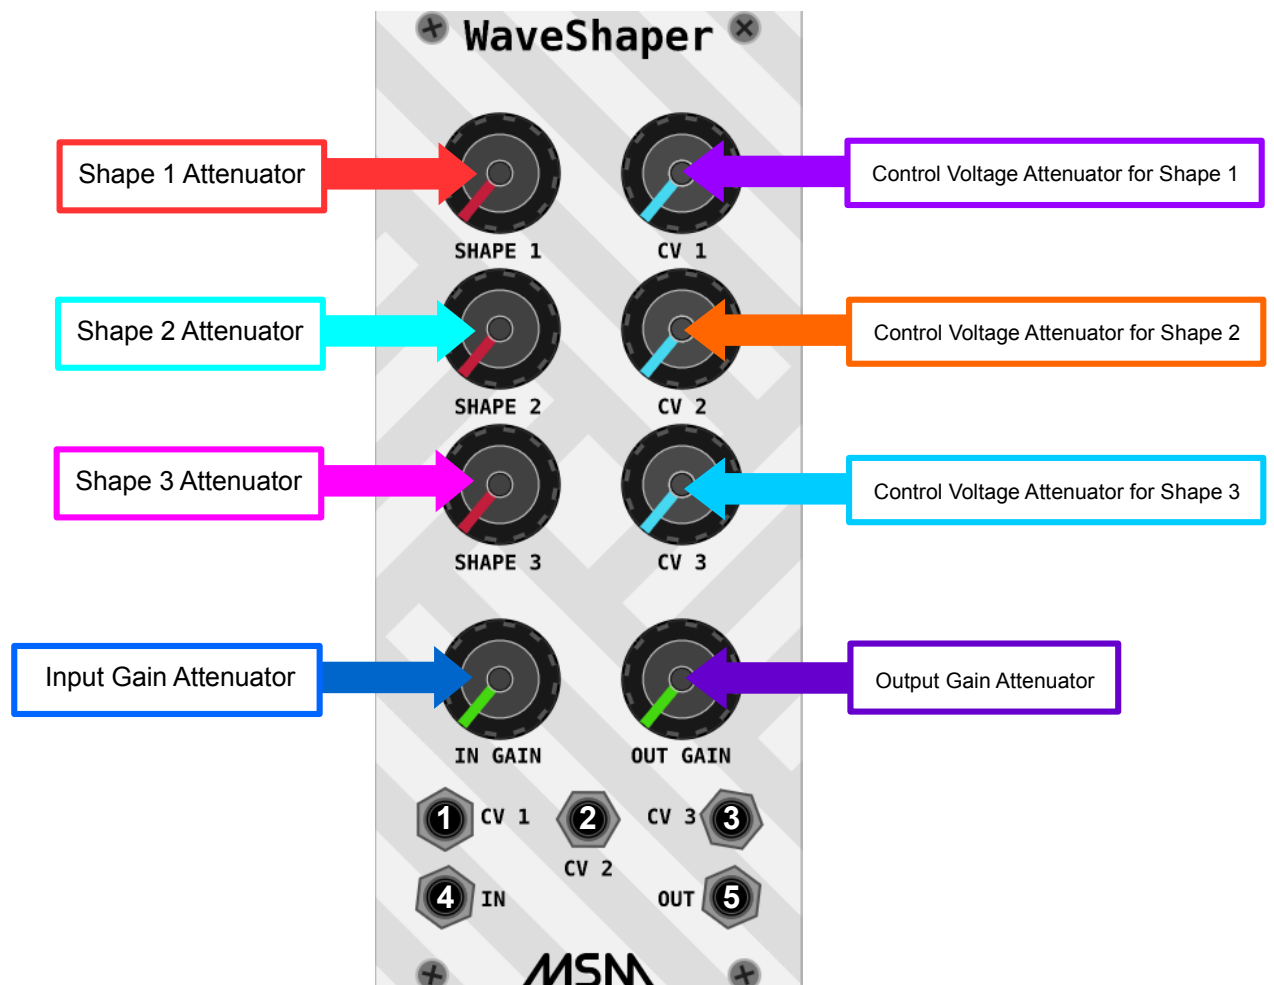 WaveShaper
Shape 1 Attenuator
Control Voltage Attenuator for Shape 1
SHAPE 1
CV 1
Shape 2 Attenuator
Control Voltage Attenuator for Shape 2
SHAPE 2
CV 2
Shape 3 Attenuator
Control Voltage Attenuator for Shape 3
SHAPE 3
CV 3
Input Gain Attenuator
Output Gain Attenuator
IN GAIN
OUT GAIN
1 CV 1
2
CV 3 3
CV 2
4 IN
OUT 5
MSM